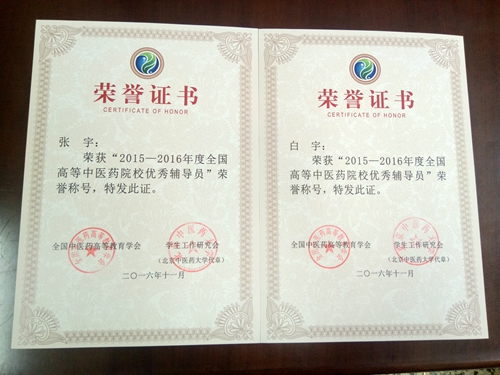 荣誉证书
CERTIFICATE OF HONOR
张　宇：
荣获“2015—2016年度全国
高等中医药院校优秀辅导员”荣
誉称号，特发此证。
全国中医药高等教育学会　学生工作研究会
（北京中医药大学代章）
二〇一六年十一月
荣誉证书
CERTIFICATE OF HONOR
白　宇：
荣获“2015—2016年度全国
高等中医药院校优秀辅导员”荣
誉称号，特发此证。
全国中医药高等教育学会　学生工作研究会
（北京中医药大学代章）
二〇一六年十一月